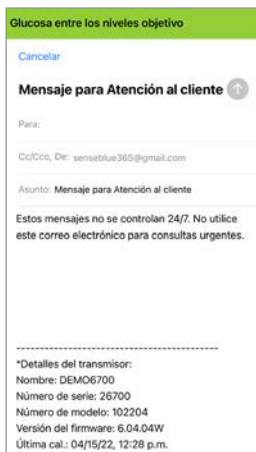 Glucosa entre los niveles objetivo
Cancelar
Mensaje para Atención al cliente
Para:
Cc/Cco, De: senseblue365@gmail.com
Asunto: Mensaje para Atención al cliente
Estos mensajes no se controlan 24/7. No utilice
este correo electrónico para consultas urgentes.
-----------------------------------------
*Detalles del transmisor:
Nombre: DEMO6700
Número de serie: 26700
Número de modelo: 102204
Versión del firmware: 6.04.04W
Última cal.: 04/15/22, 12:28 p.m.